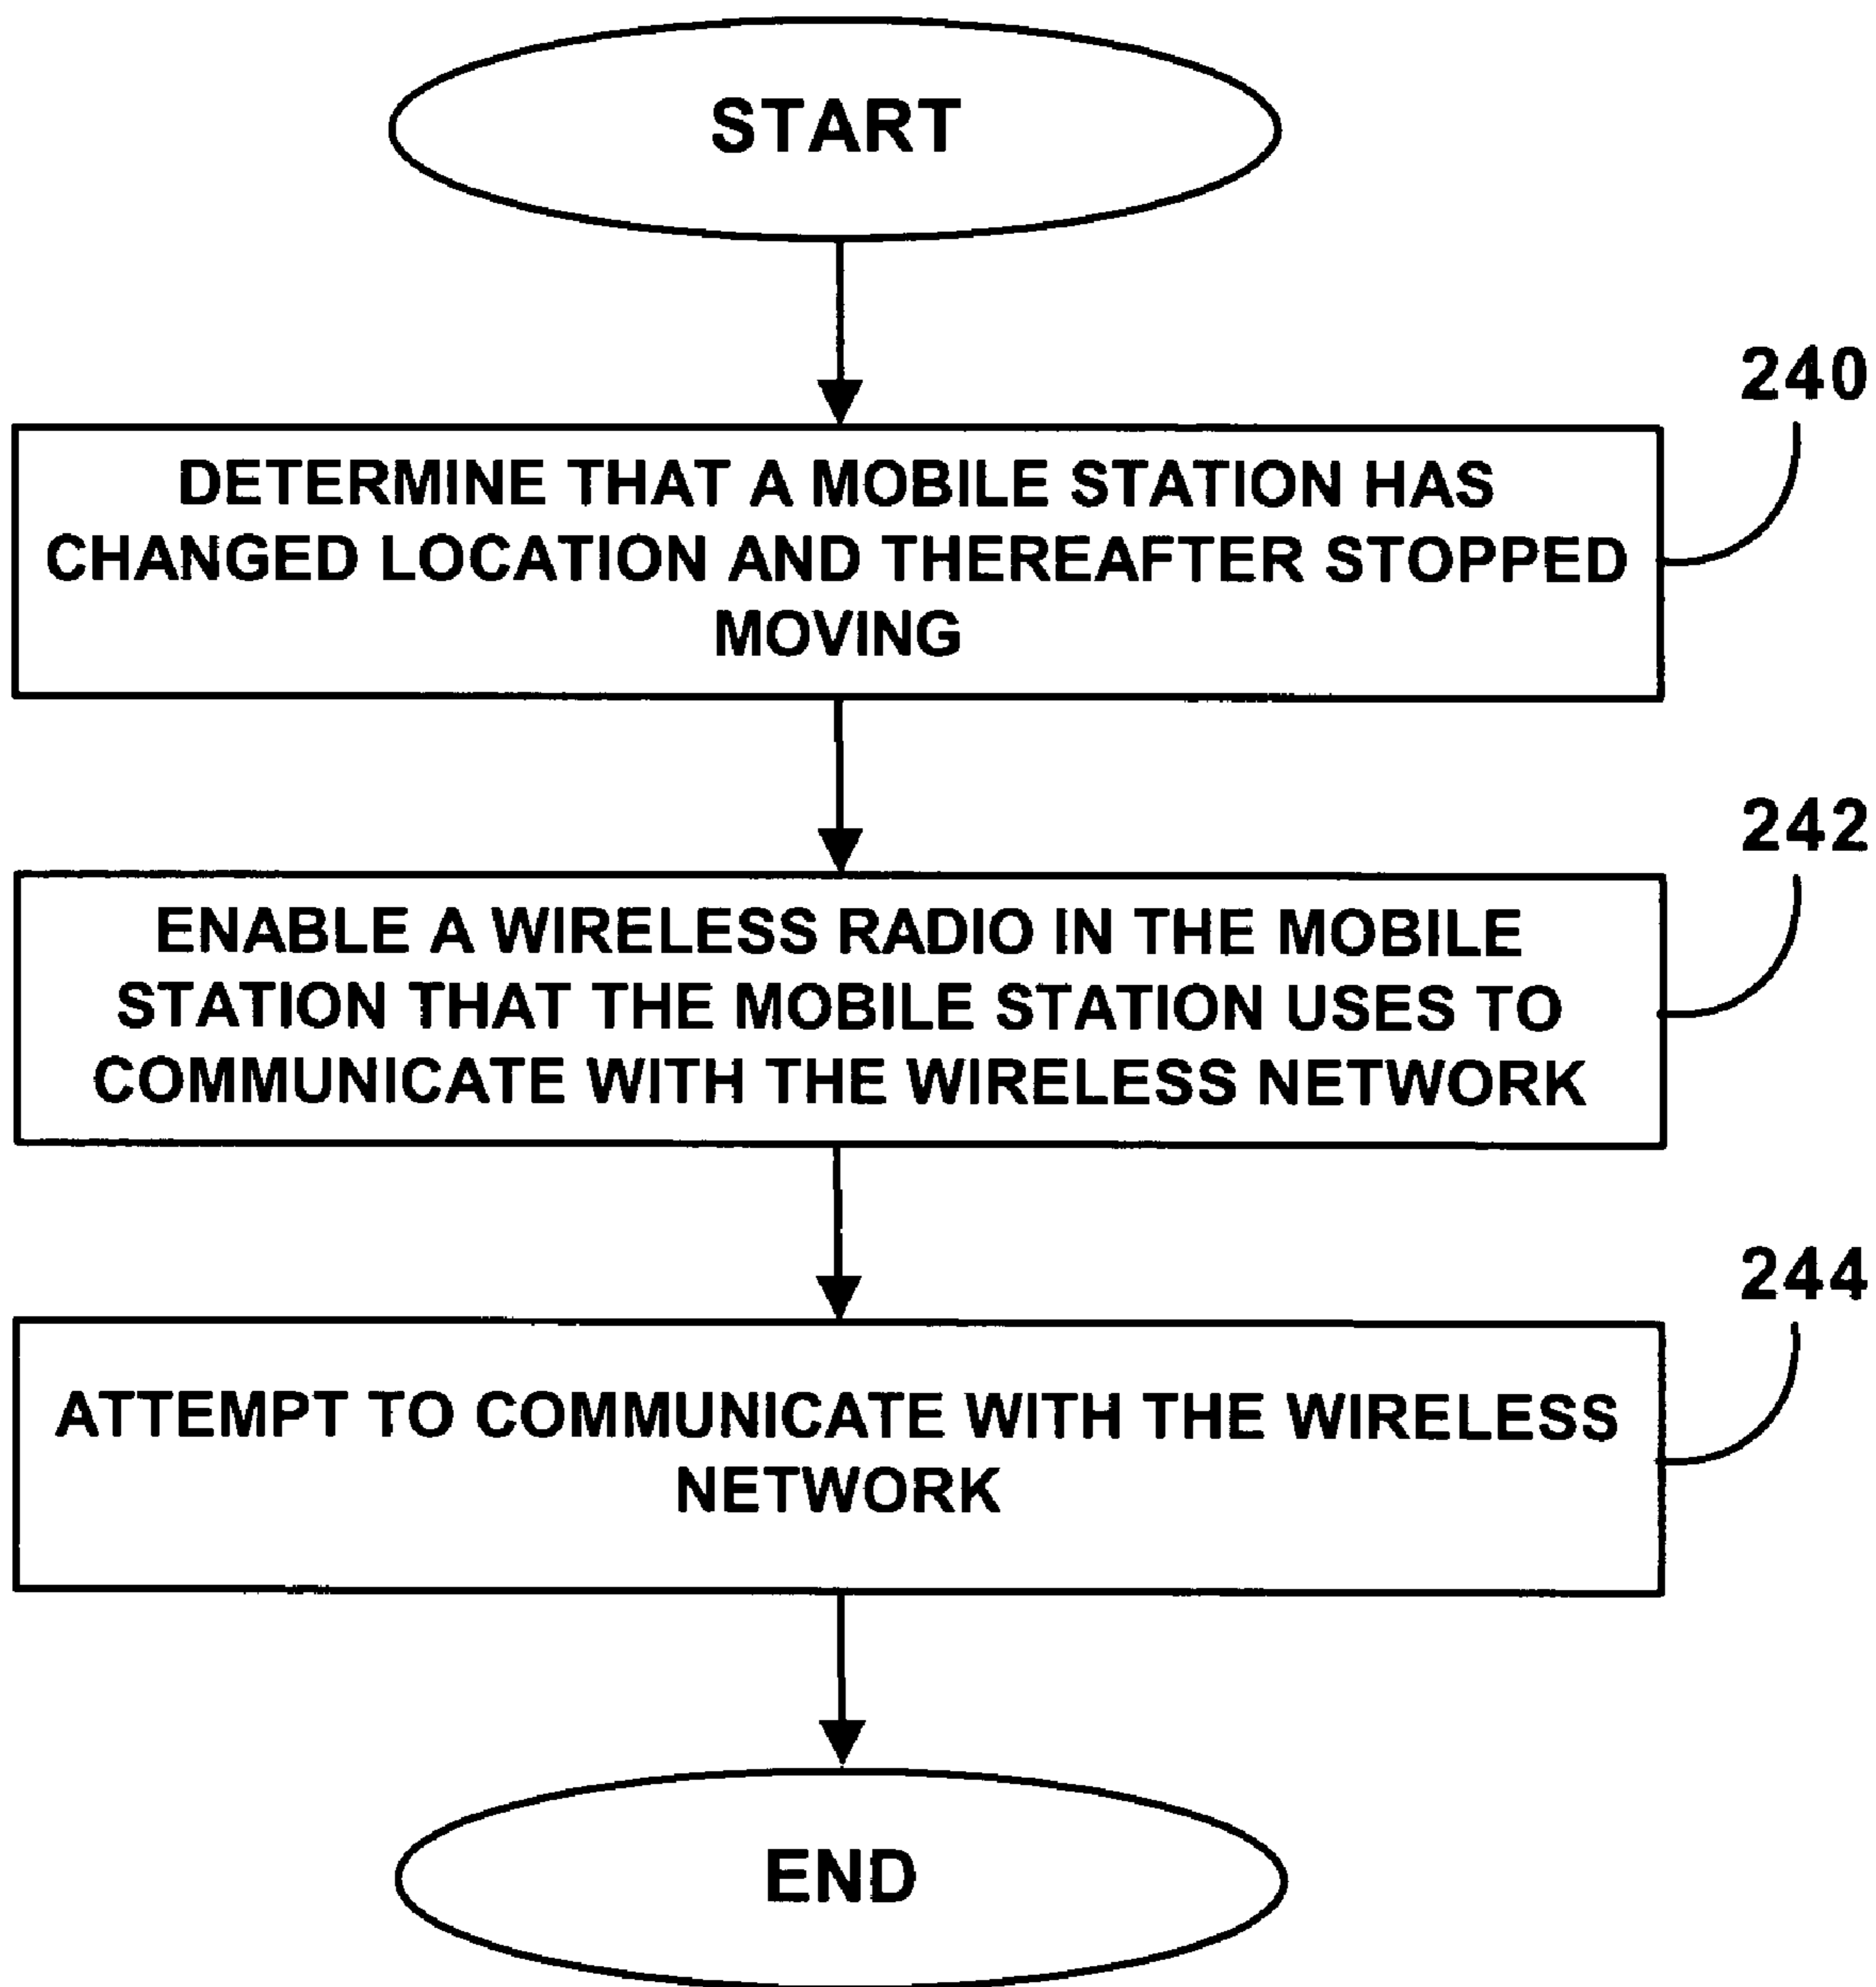 START
240
DETERMINE THAT A MOBILE STATION HAS
CHANGED LOCATION AND THEREAFTER STOPPED
MOVING
242
ENABLE A WIRELESS RADIO IN THE MOBILE
STATION THAT THE MOBILE STATION USES TO
COMMUNICATE WITH THE WIRELESS NETWORK
244
ATTEMPT TO COMMUNICATE WITH THE WIRELESS
NETWORK
END